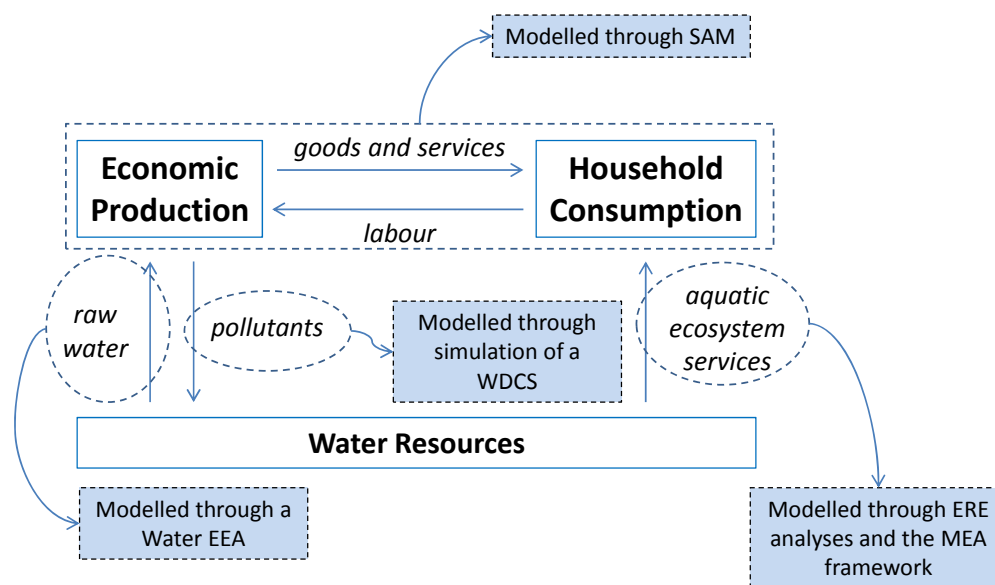 Modelled through SAM
Economic
Production
goods and services
labour
Household
Consumption
raw
water
pollutants
Modelled through
simulation of a
WDCS
aquatic
ecosystem
services
Water Resources
Modelled through a
Water EEA
Modelled through ERE
analyses and the MEA
framework